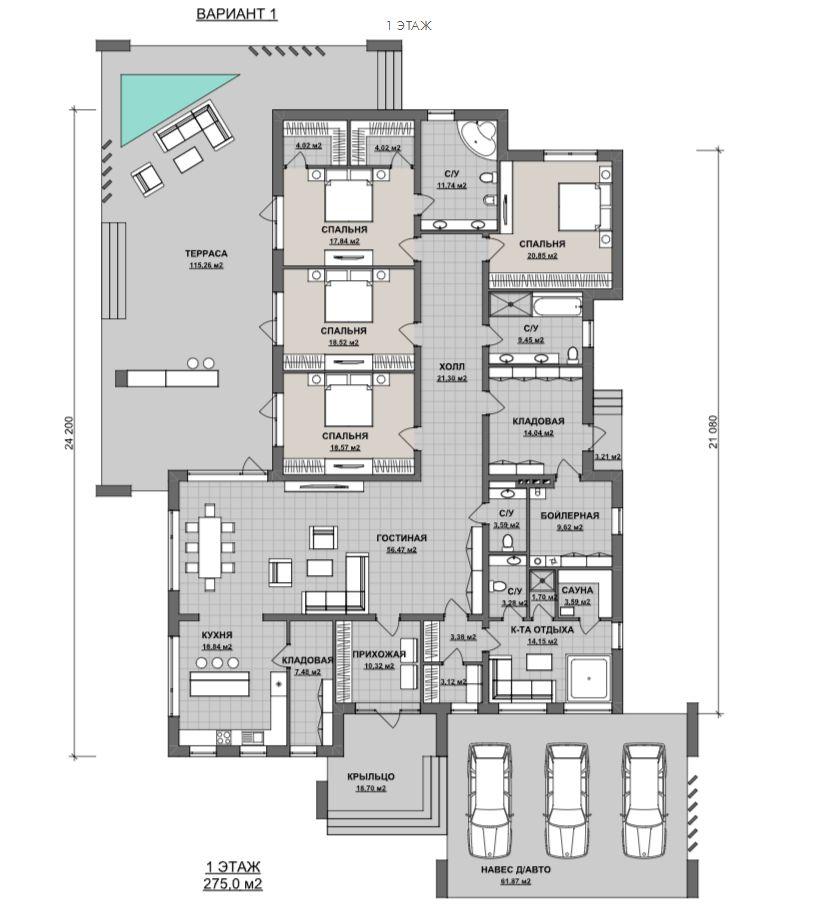 ВАРИАНТ 1
1 ЭТАЖ
4.02 м2
4.02 м2
С/У
11.74 м2
СПАЛЬНЯ
17.84 м2
СПАЛЬНЯ
20.85 м2
ТЕРРАСА
115.26 м2
СПАЛЬНЯ
18.52 м2
С/У
9.45 м2
ХОЛЛ
21.30 м2
24 200
21 080
КЛАДОВАЯ
14.04 м2
СПАЛЬНЯ
18.57 м2
3.21 м2
С/У
3.59 м2
БОЙЛЕРНАЯ
9.62 м2
ГОСТИНАЯ
56.47 м2
С/У
3.28 м2
1.70 м2
САУНА
3.59 м2
КУХНЯ
18.84 м2
КЛАДОВАЯ
7.48 м2
ПРИХОЖАЯ
10.32 м2
3.38 м2
К-ТА ОТДЫХА
14.15 м2
3.12 м2
КРЫЛЬЦО
18.70 м2
НАВЕС Д/АВТО
61.87 м2
1 ЭТАЖ
275,0 м2